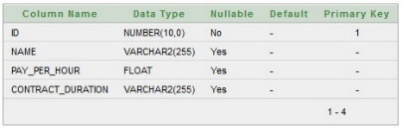 Column Name Data Type Nullable Default Primary Key
ID NUMBER(10,0) No - 1
NAME VARCHAR2(255) Yes - -
PAY_PER_HOUR FLOAT Yes - -
CONTRACT_DURATION VARCHAR2(255) Yes - -
1 - 4